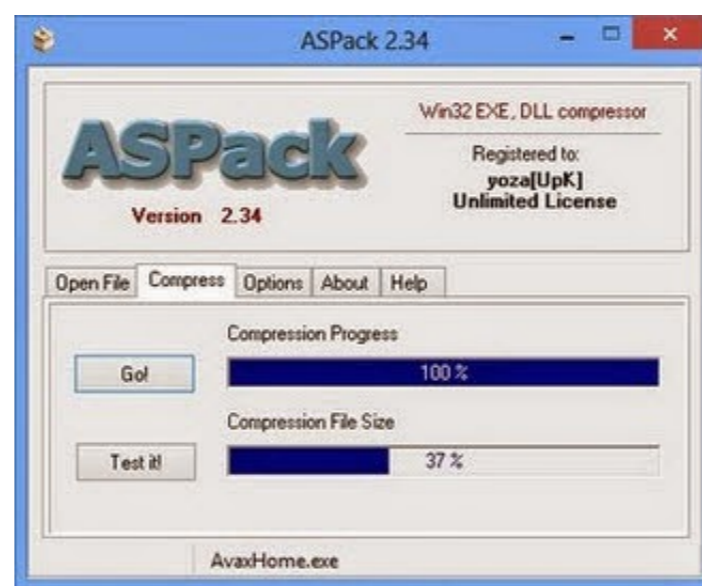 ASPack 2.34
ASPack
Version 2.34
Win32 EXE, DLL compressor
Registered to:
yoza[UpK]
Unlimited License
Open File Compress Options About Help
Compression Progress
Go!
100 %
Compression File Size
Test it!
37 %
AvaxHome.exe